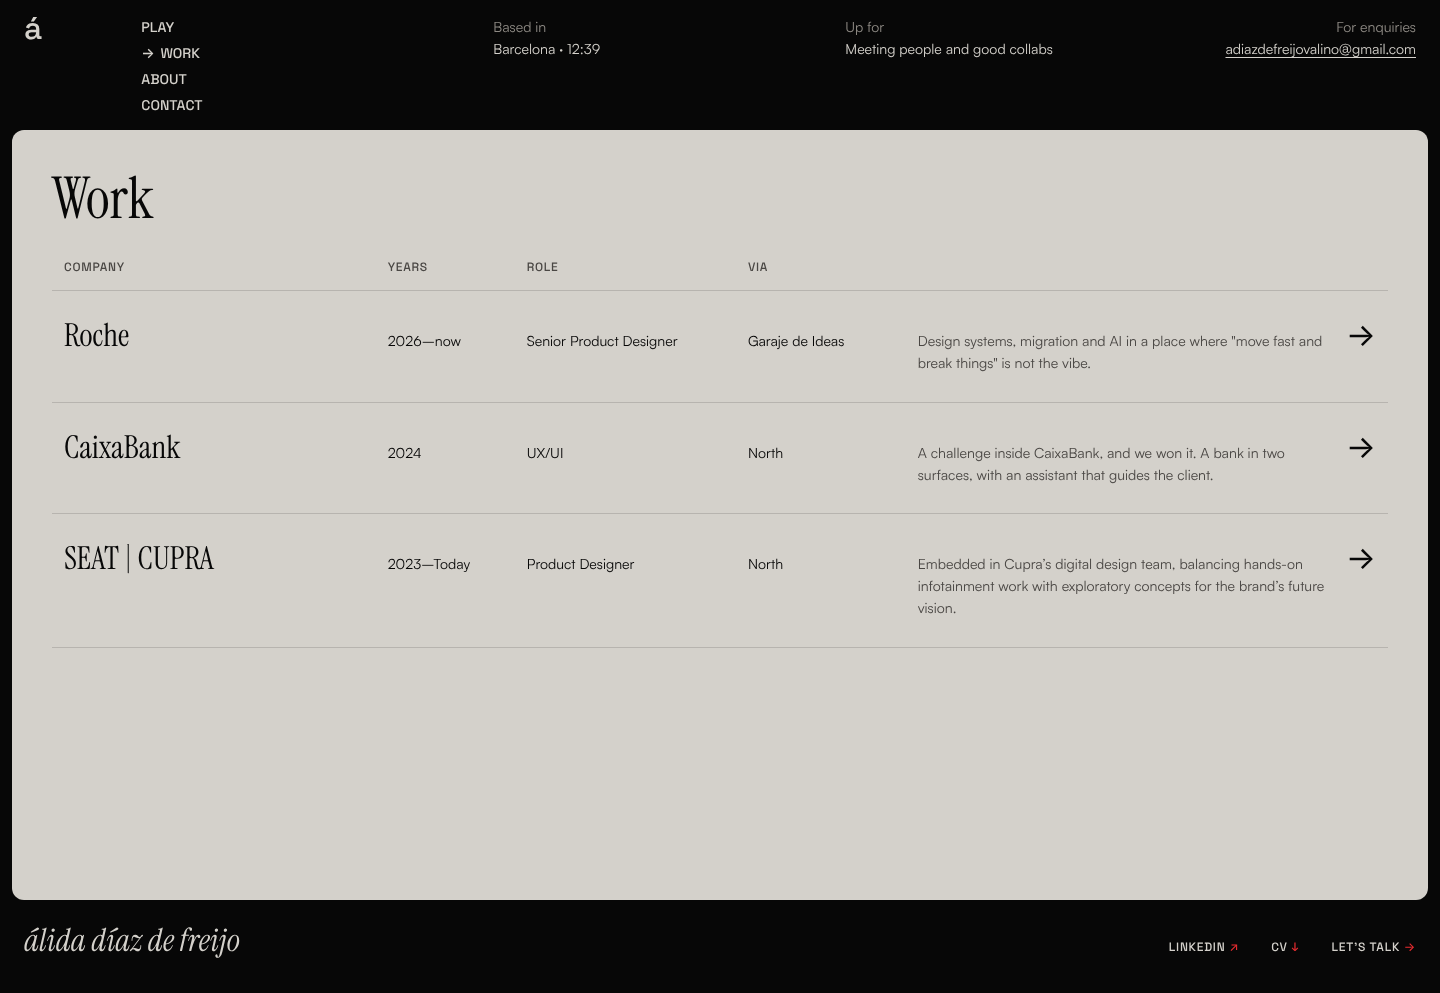 á
PLAY
→ WORK
ABOUT
CONTACT
Based in
Barcelona · 12:39
Up for
Meeting people and good collabs
For enquiries
adiazdefreijovalino@gmail.com
Work
COMPANY YEARS ROLE VIA
Roche 2026—now Senior Product Designer Garaje de Ideas Design systems, migration and AI in a place where "move fast and
break things" is not the vibe.
→
CaixaBank 2024 UX/UI North A challenge inside CaixaBank, and we won it. A bank in two
surfaces, with an assistant that guides the client.
→
SEAT | CUPRA 2023—Today Product Designer North Embedded in Cupra’s digital design team, balancing hands-on
infotainment work with exploratory concepts for the brand’s future
vision.
→
álida díaz de freijo
LINKEDIN ↗ CV ↓ LET’S TALK →